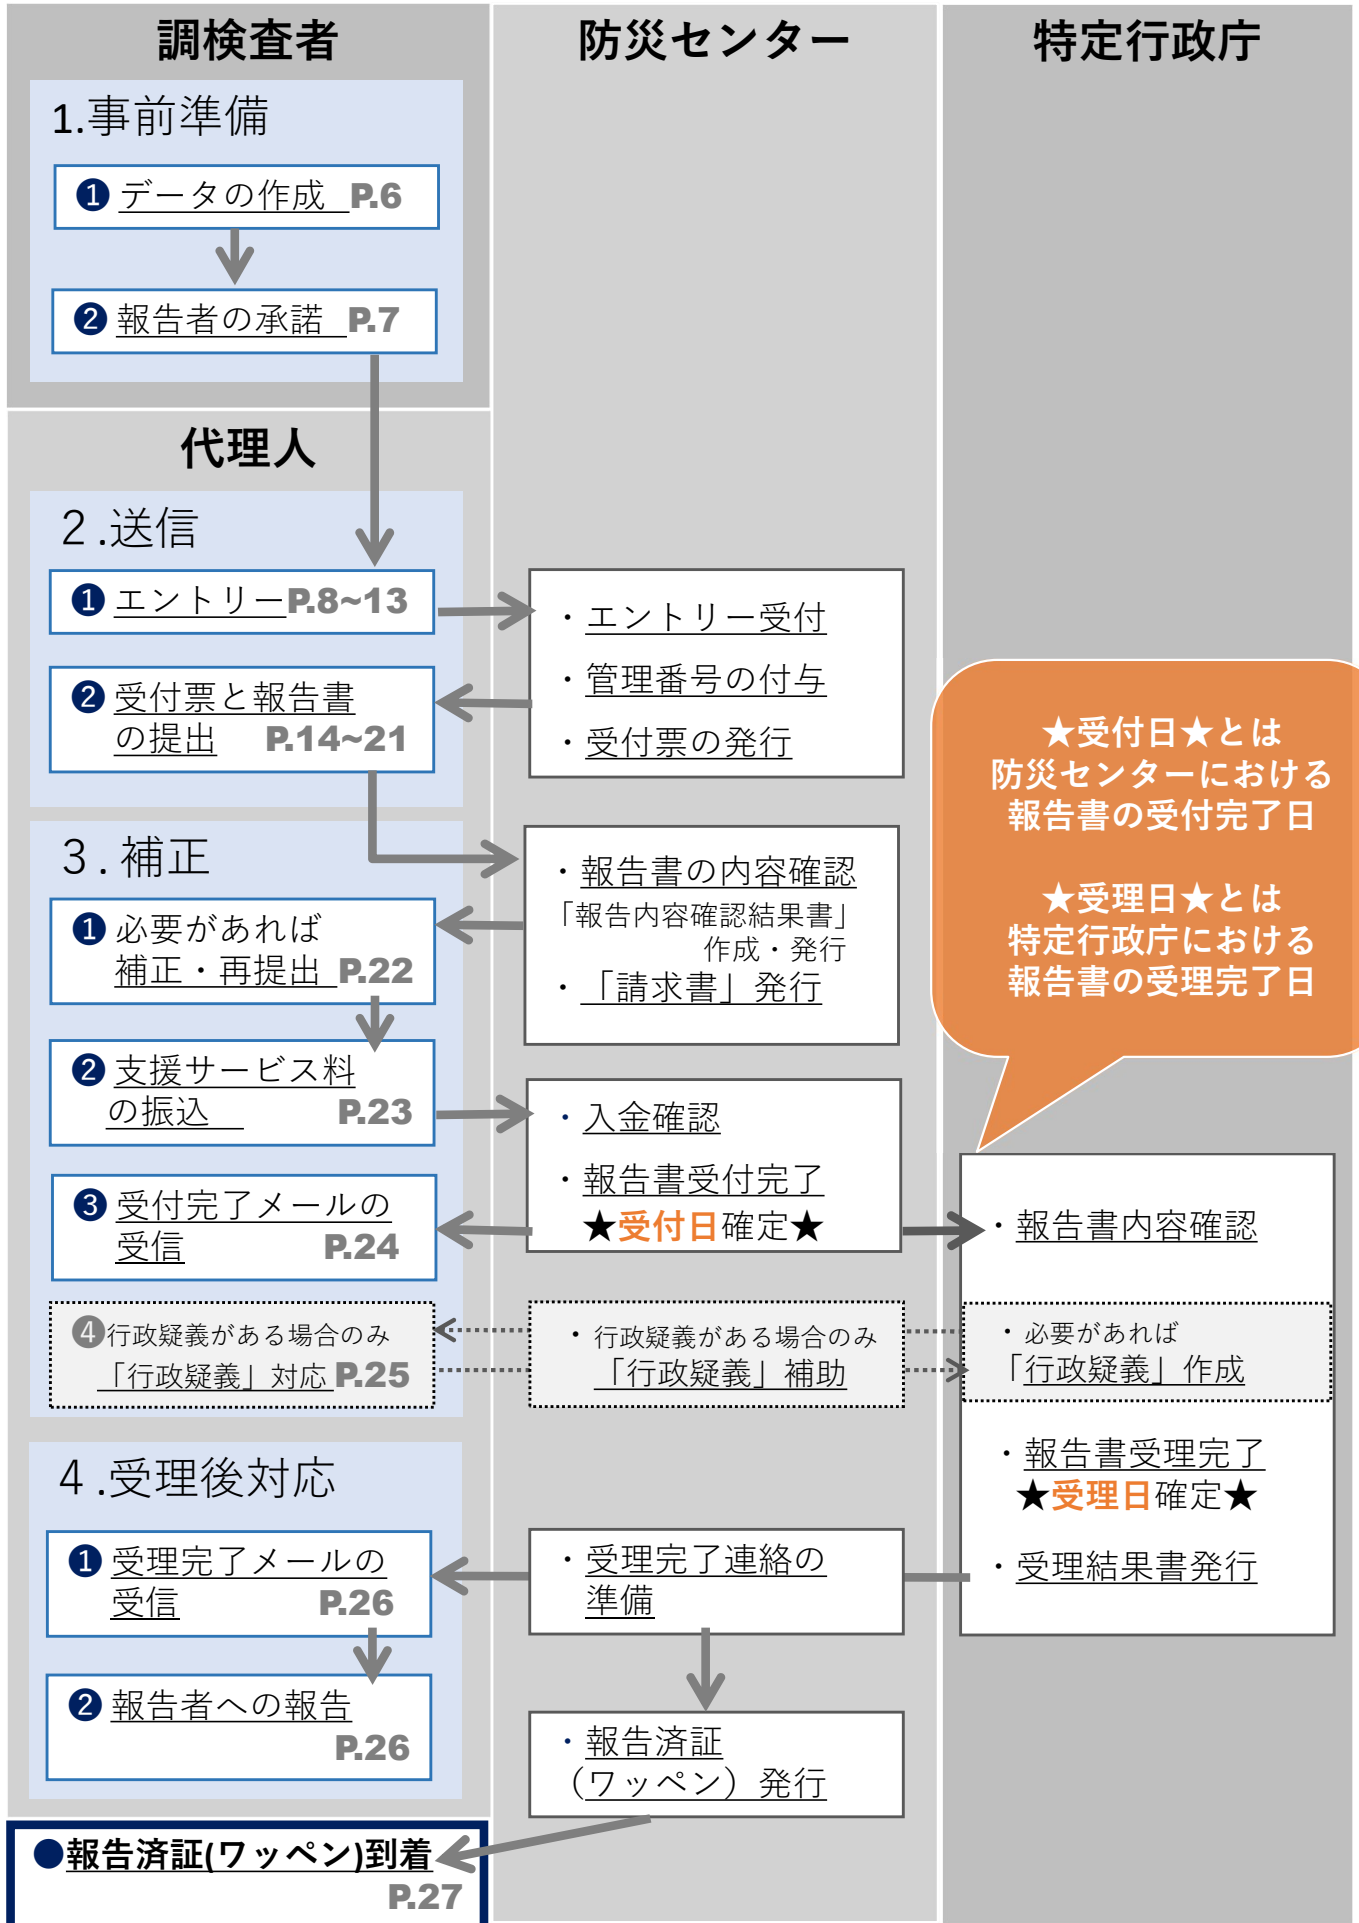 調検査者
防災センター
特定行政庁
1.事前準備
❶ データの作成 P.6
❷ 報告者の承諾 P.7
代理人
２.送信
❶ エントリーP.8~13
❷ 受付票と報告書
の提出 P.14~21
・エントリー受付
・管理番号の付与
・受付票の発行
★受付日★とは
防災センターにおける
報告書の受付完了日
★受理日★とは
特定行政庁における
報告書の受理完了日
３.補正
❶ 必要があれば
補正・再提出 P.22
・報告書の内容確認
「報告内容確認結果書」
作成・発行
・「請求書」発行
❷ 支援サービス料
の振込 P.23
・入金確認
・報告書受付完了
★受付日確定★
❸ 受付完了メールの
受信 P.24
・報告書内容確認
❹行政疑義がある場合のみ
「行政疑義」対応 P.25
・行政疑義がある場合のみ
「行政疑義」補助
・必要があれば
「行政疑義」作成
・報告書受理完了
★受理日確定★
・受理結果書発行
４.受理後対応
❶ 受理完了メールの
受信 P.26
・受理完了連絡の
準備
❷ 報告者への報告
P.26
・報告済証
（ワッペン）発行
●報告済証(ワッペン)到着
P.27